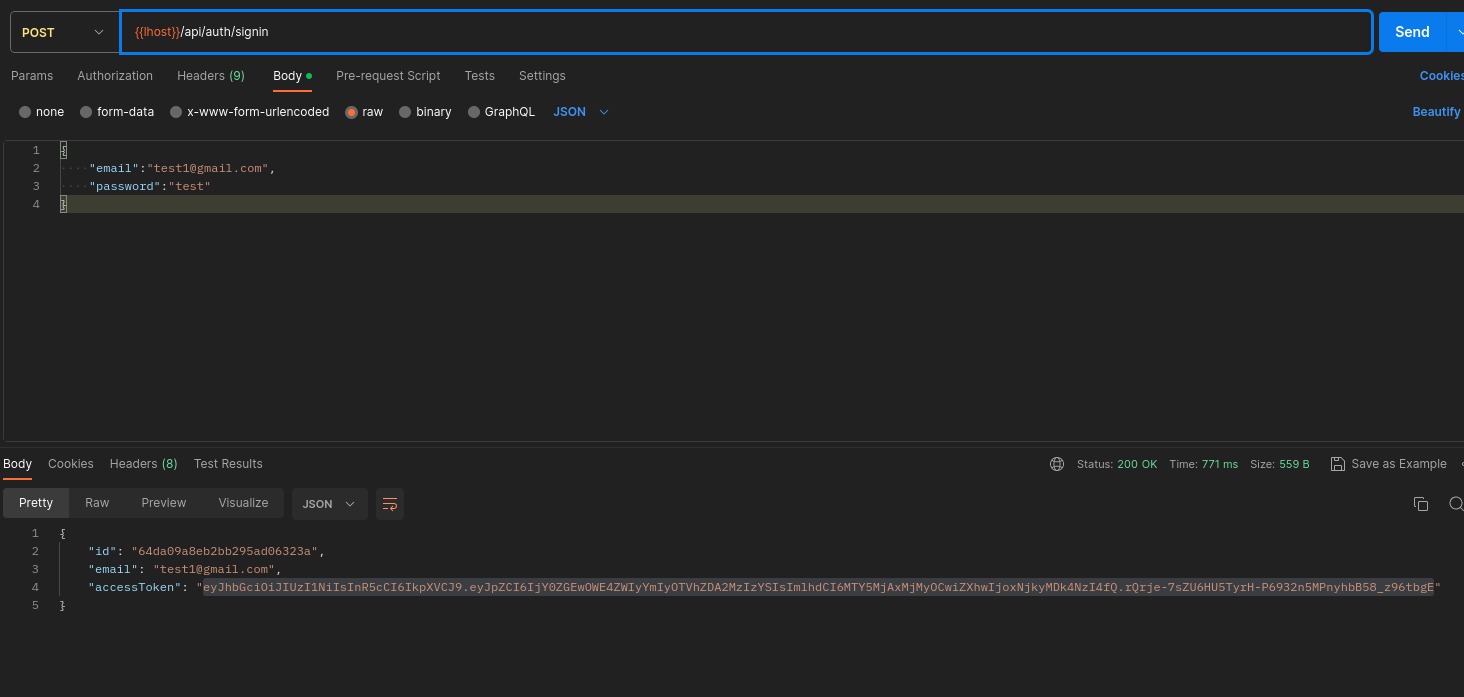 POST {{lhost}}/api/auth/signin Send
Params Authorization Headers (9) Body Pre-request Script Tests Settings Cookies
none form-data x-www-form-urlencoded raw binary GraphQL JSON Beautify
1 {
2 "email":"test1@gmail.com",
3 "password":"test"
4 }
Body Cookies Headers (8) Test Results Status: 200 OK Time: 771 ms Size: 559 B Save as Example
Pretty Raw Preview Visualize JSON
1 {
2 "id": "64da09a8eb2bb295ad06323a",
3 "email": "test1@gmail.com",
4 "accessToken": "eyJhbGciOiJIUzI1NiIsInR5cCI6IkpXVCJ9.eyJpZCI6IjY0ZGEwOWE4ZWIyYmIyOTVhZDA2MzIzYSIsImlhdCI6MTY5MjAxMjMyOCwiZXhwIjoxNjkyMDk4NzI4fQ.rQrje-7sZU6HU5TyrH-P6932n5MPnyhbB58_z96tbgE"
5 }